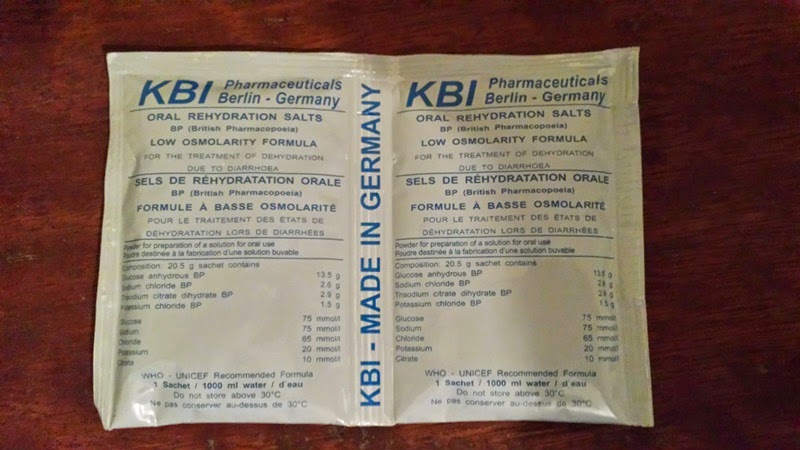 KBI Pharmaceuticals
Berlin - Germany
ORAL REHYDRATION SALTS
BP (British Pharmacopoeia)
LOW OSMOLARITY FORMULA
FOR THE TREATMENT OF DEHYDRATION
DUE TO DIARRHOEA
SELS DE RÉHYDRATATION ORALE
BP (British Pharmacopoeia)
FORMULE À BASSE OSMOLARITÉ
POUR LE TRAITEMENT DES ÉTATS DE
DÉHYDRATATION LORS DE DIARRHÉES
Powder for preparation of a solution for oral use
Poudre destinée à la fabrication d'une solution buvable
Composition: 20.5 g sachet contains
Glucose anhydrous BP 13.5 g
Sodium chloride BP 2.6 g
Trisodium citrate dihydrate BP 2.9 g
Potassium chloride BP 1.5 g
Glucose 75 mmol/l
Sodium 75 mmol/l
Chloride 65 mmol/l
Potassium 20 mmol/l
Citrate 10 mmol/l
WHO - UNICEF Recommended Formula
1 Sachet / 1000 ml water / d'eau
Do not store above 30°C
Ne pas conserver au-dessus de 30°C
KBI - MADE IN GERMANY
KBI Pharmaceuticals
Berlin - Germany
ORAL REHYDRATION SALTS
BP (British Pharmacopoeia)
LOW OSMOLARITY FORMULA
FOR THE TREATMENT OF DEHYDRATION
DUE TO DIARRHOEA
SELS DE RÉHYDRATATION ORALE
BP (British Pharmacopoeia)
FORMULE À BASSE OSMOLARITÉ
POUR LE TRAITEMENT DES ÉTATS DE
DÉHYDRATATION LORS DE DIARRHÉES
Powder for preparation of a solution for oral use
Poudre destinée à la fabrication d'une solution buvable
Composition: 20.5 g sachet contains
Glucose anhydrous BP 13.5 g
Sodium chloride BP 2.6 g
Trisodium citrate dihydrate BP 2.9 g
Potassium chloride BP 1.5 g
Glucose 75 mmol/l
Sodium 75 mmol/l
Chloride 65 mmol/l
Potassium 20 mmol/l
Citrate 10 mmol/l
WHO - UNICEF Recommended Formula
1 Sachet / 1000 ml water / d'eau
Do not store above 30°C
Ne pas conserver au-dessus de 30°C